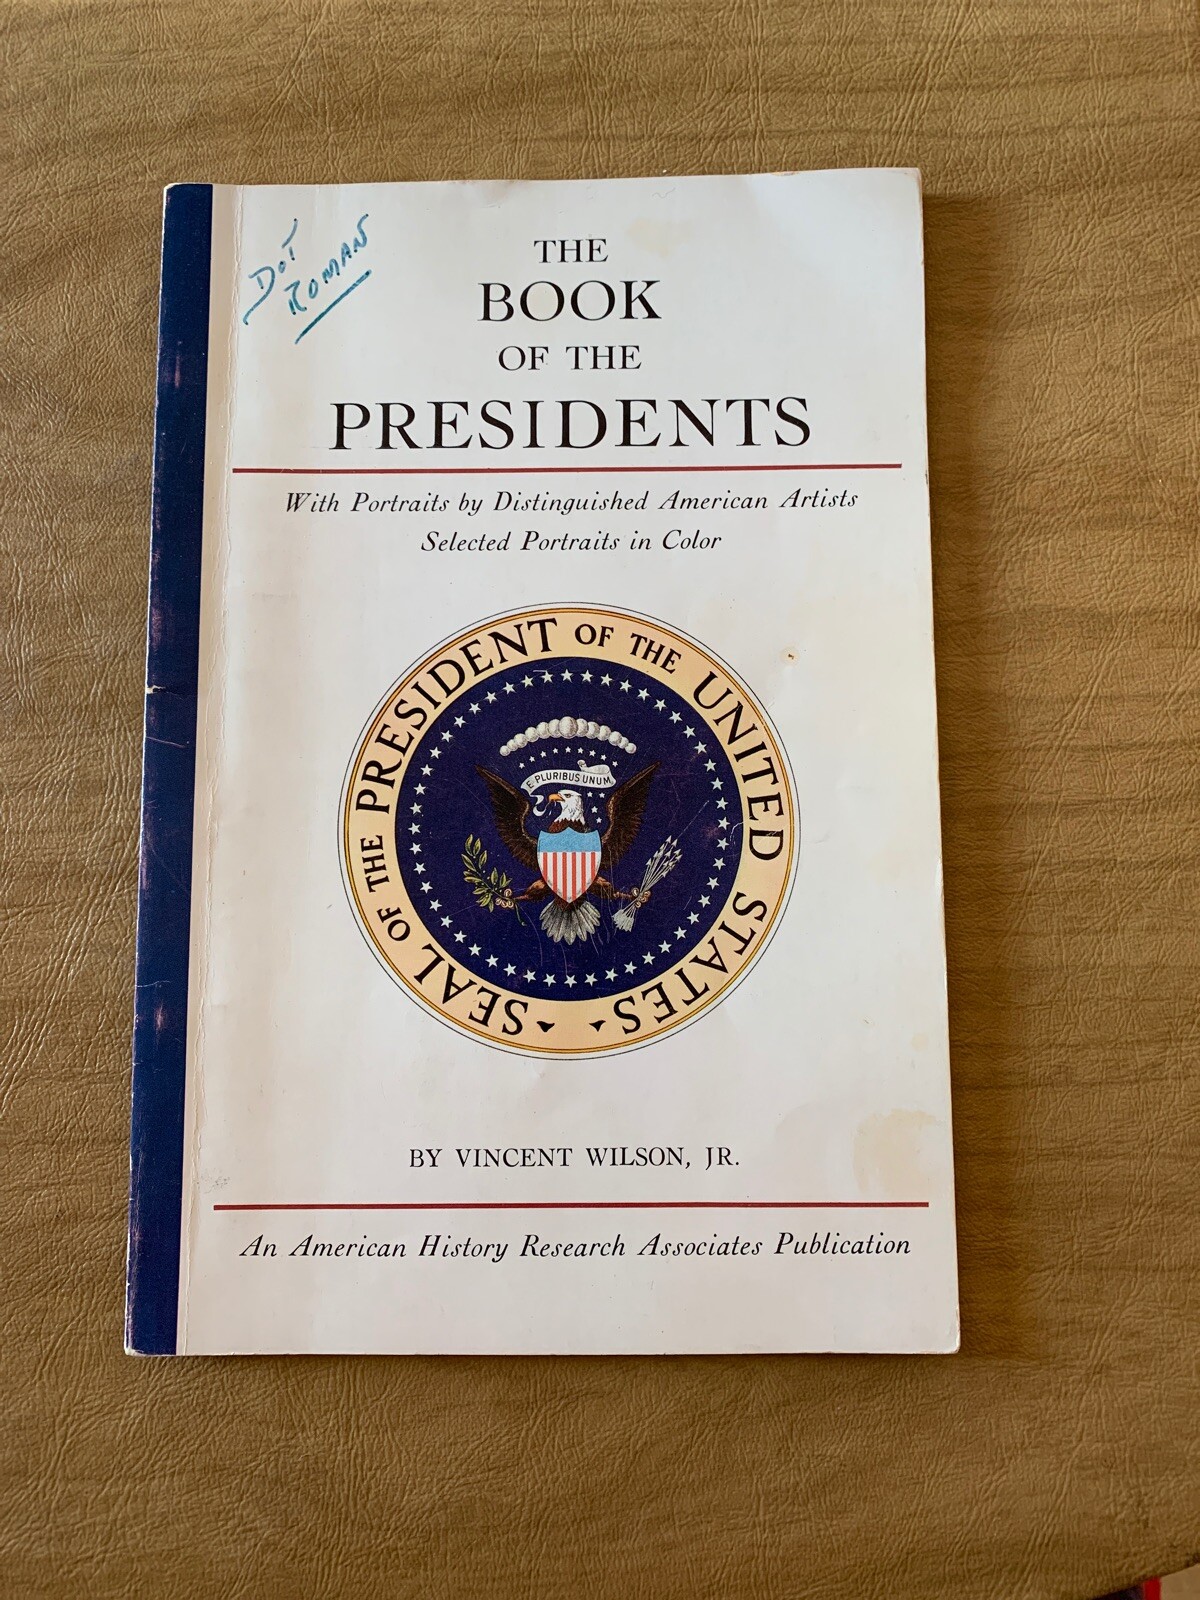 DOT
ROMAN
THE
BOOK
OF THE
PRESIDENTS
With Portraits by Distinguished American Artists
Selected Portraits in Color
SEAL OF THE PRESIDENT OF THE UNITED STATES
E PLURIBUS UNUM
BY VINCENT WILSON, JR.
An American History Research Associates Publication